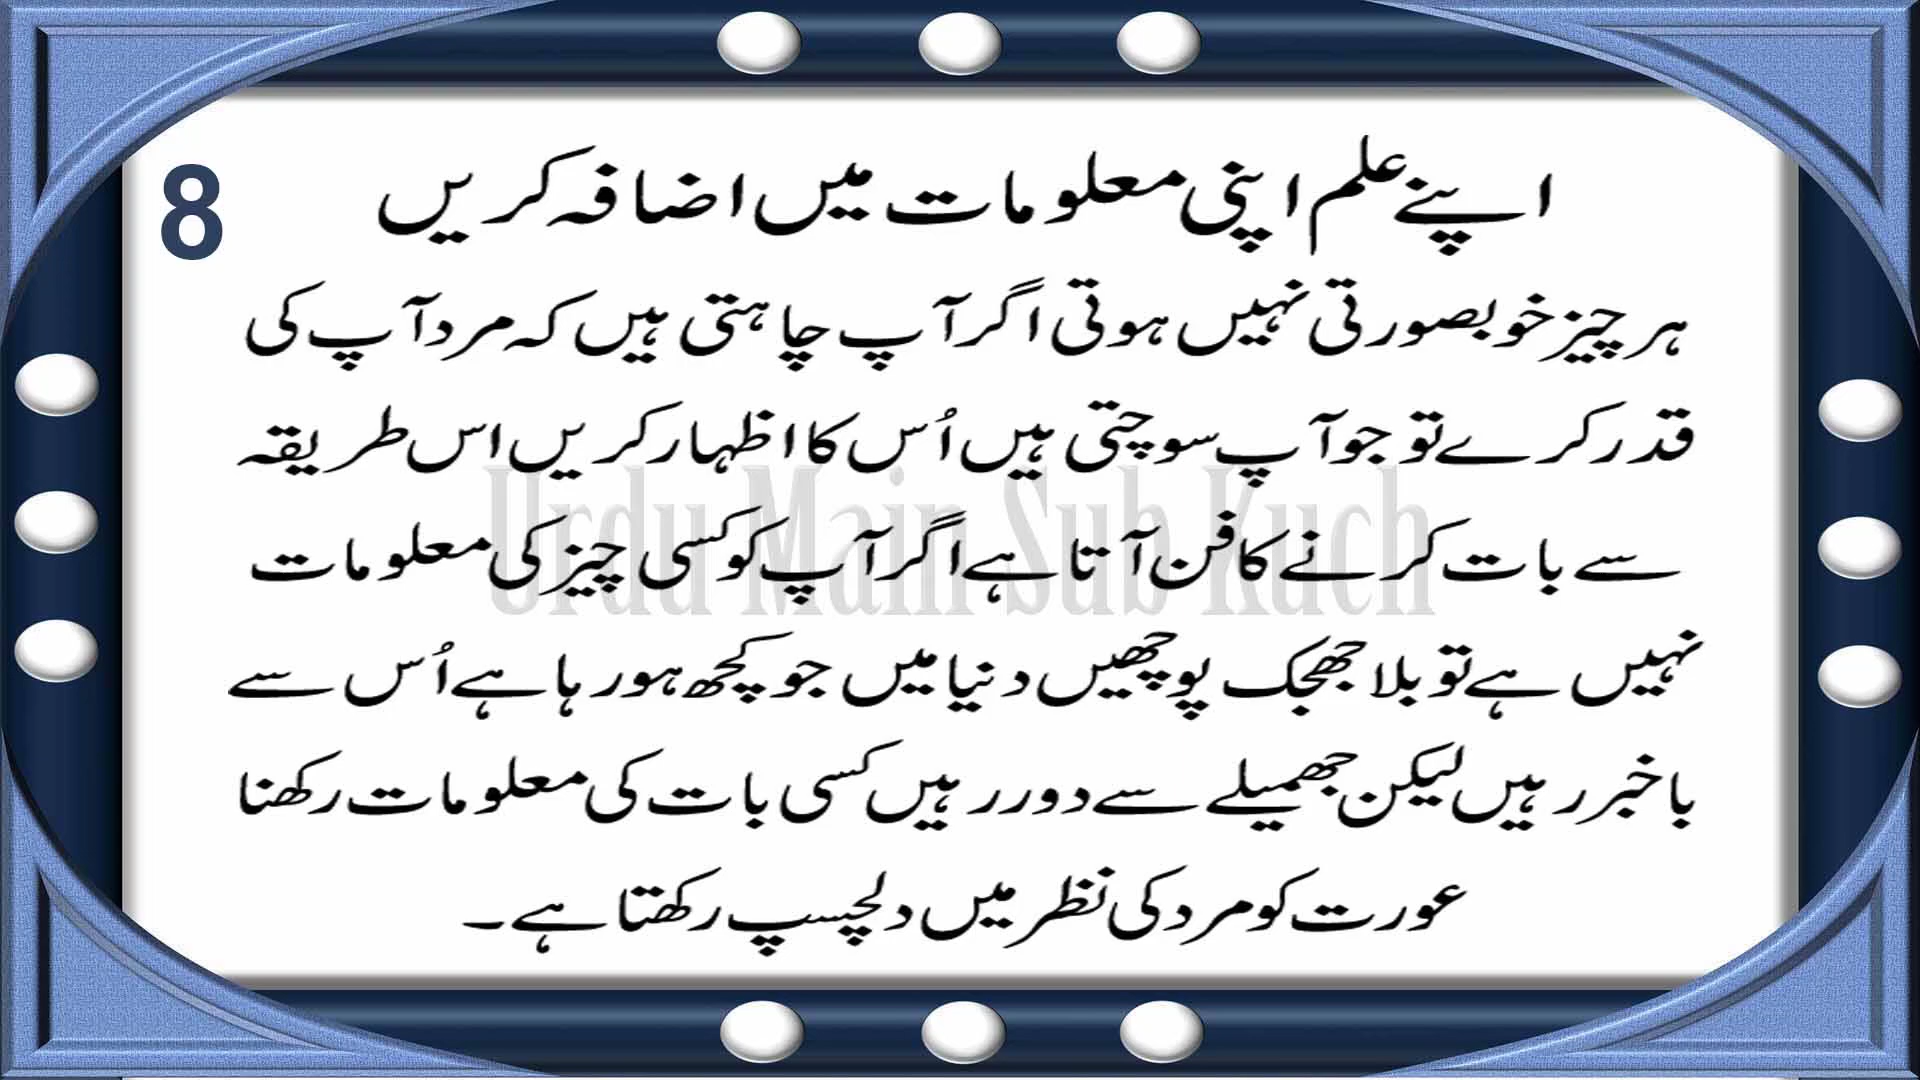 8
اپنے علم اپنی معلومات میں اضافہ کریں
ہر چیز خوبصورتی نہیں ہوتی اگر آپ چاہتی ہیں کہ مرد آپ کی
قدر کرے تو جو آپ سوچتی ہیں اُس کا اظہار کریں اس طریقہ
سے بات کرنے کا فن آتا ہے اگر آپ کو کسی چیز کی معلومات
Urdu Main Sub Kuch
نہیں ہے تو بلا جھجک پوچھیں دنیا میں جو کچھ ہو رہا ہے اُس سے
باخبر رہیں لیکن جھمیلے سے دور رہیں کسی بات کی معلومات رکھنا
عورت کو مرد کی نظر میں دلچسپ رکھتا ہے۔